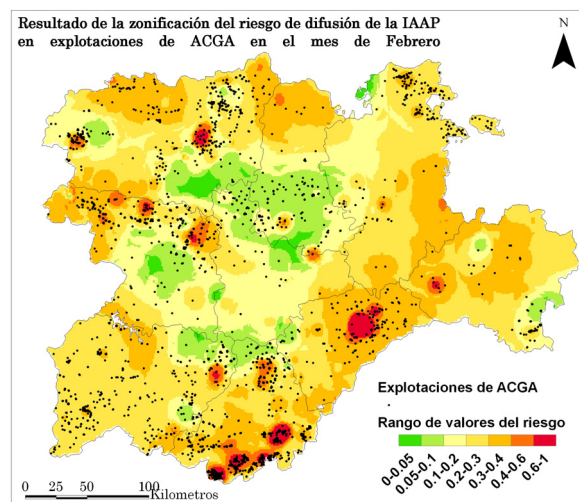 Resultado de la zonificación del riesgo de difusión de la IAAP
en explotaciones de ACGA en el mes de Febrero
N
Explotaciones de ACGA
Rango de valores del riesgo
0-0.05
0.05-0.1
0.1-0.2
0.2-0.3
0.3-0.4
0.4-0.6
0.6-1
0 25 50 100
Kilometros